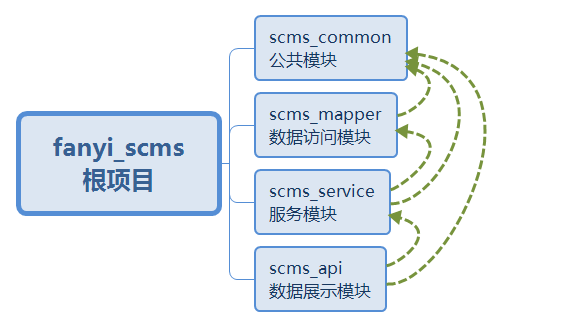 fanyi_scms
根项目
scms_common
公共模块
scms_mapper
数据访问模块
scms_service
服务模块
scms_api
数据展示模块